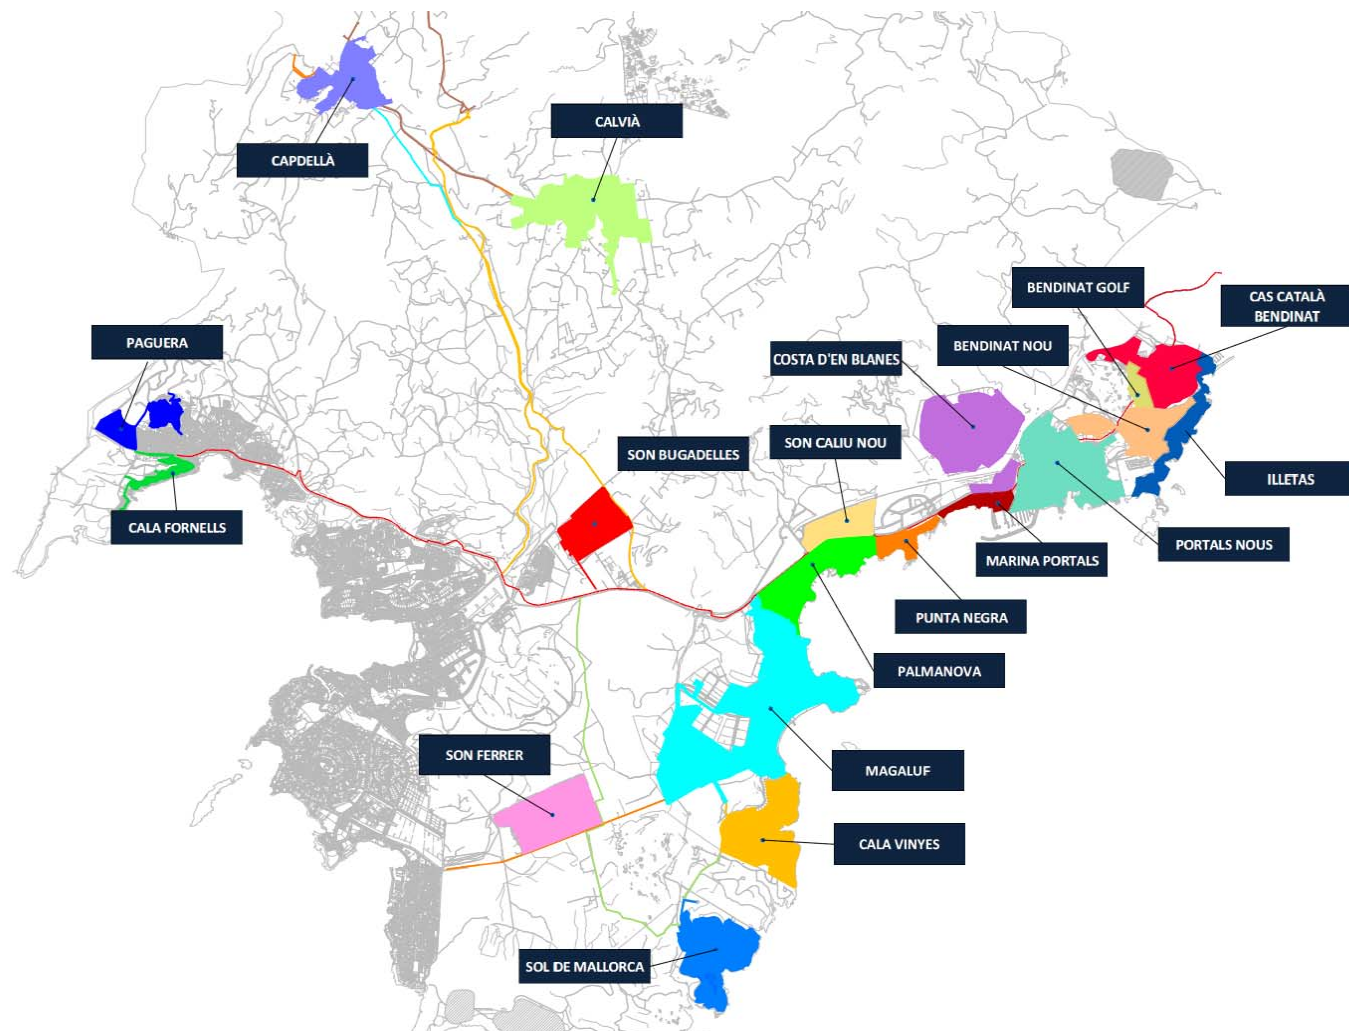 CALVIÀ
CAPDELLÀ
BENDINAT GOLF
CAS CATALÀ
BENDINAT
PAGUERA
BENDINAT NOU
COSTA D'EN BLANES
SON CALIU NOU
SON BUGADELLES
ILLETAS
CALA FORNELLS
PORTALS NOUS
MARINA PORTALS
PUNTA NEGRA
PALMANOVA
SON FERRER
MAGALUF
CALA VINYES
SOL DE MALLORCA